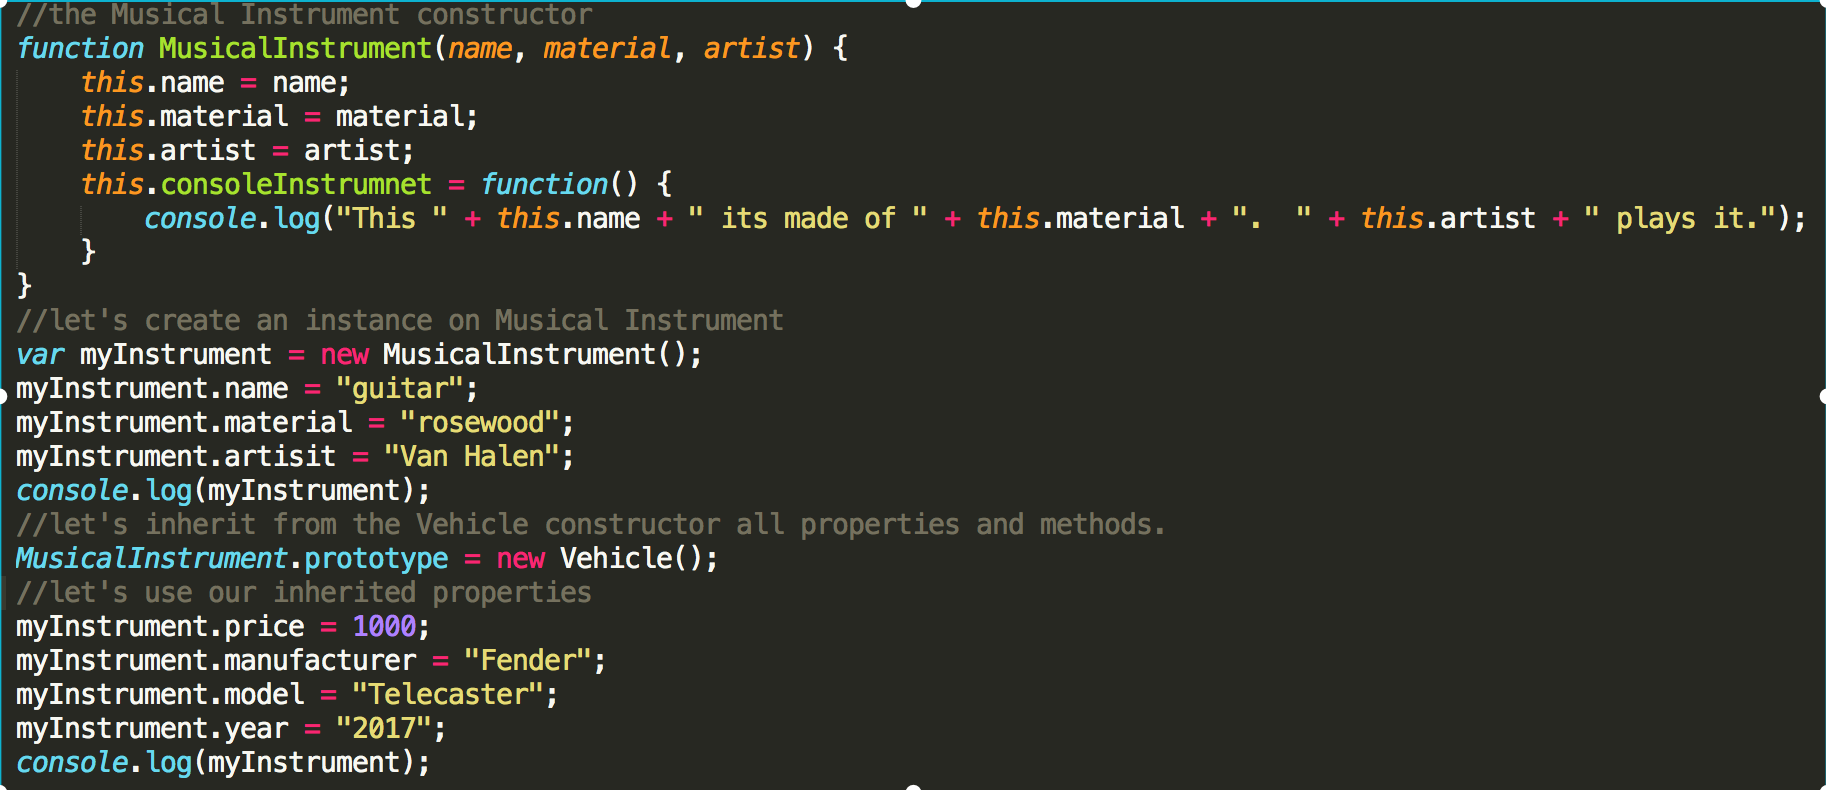 //the Musical Instrument constructor
function MusicalInstrument(name, material, artist) {
    this.name = name;
    this.material = material;
    this.artist = artist;
    this.consoleInstrumnet = function() {
        console.log("This " + this.name + " its made of " + this.material + ".  " + this.artist + " plays it.");
    }
}
//let's create an instance on Musical Instrument
var myInstrument = new MusicalInstrument();
myInstrument.name = "guitar";
myInstrument.material = "rosewood";
myInstrument.artisit = "Van Halen";
console.log(myInstrument);
//let's inherit from the Vehicle constructor all properties and methods.
MusicalInstrument.prototype = new Vehicle();
//let's use our inherited properties
myInstrument.price = 1000;
myInstrument.manufacturer = "Fender";
myInstrument.model = "Telecaster";
myInstrument.year = "2017";
console.log(myInstrument);